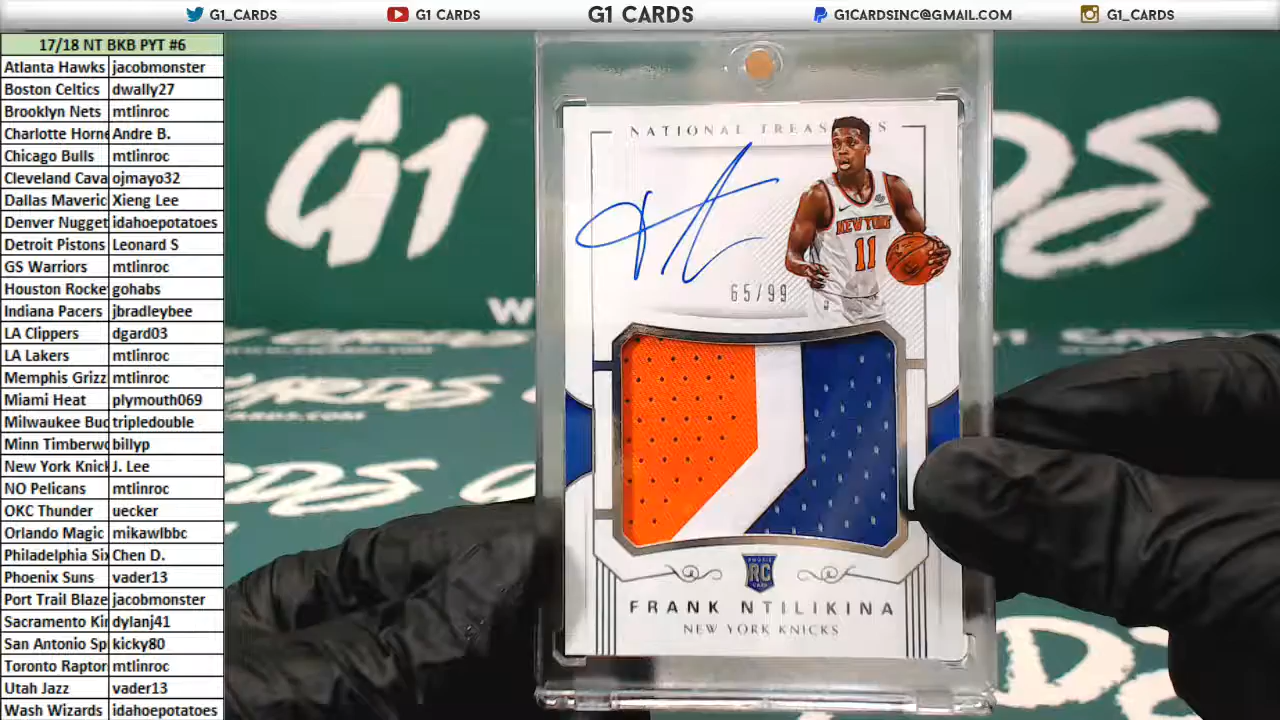 G1_CARDS
G1 CARDS
G1 CARDS
G1CARDSINC@GMAIL.COM
G1_CARDS
17/18 NT BKB PYT #6
Atlanta Hawks jacobmonster
Boston Celtics dwally27
Brooklyn Nets mtlinroc
Charlotte Horne Andre B.
Chicago Bulls mtlinroc
Cleveland Cava ojmayo32
Dallas Maveric Xieng Lee
Denver Nugget idahoepotatoes
Detroit Pistons Leonard S
GS Warriors mtlinroc
Houston Rocke gohabs
Indiana Pacers jbradleybee
LA Clippers dgard03
LA Lakers mtlinroc
Memphis Grizz mtlinroc
Miami Heat plymouth069
Milwaukee Buc tripledouble
Minn Timberwo billyp
New York Knick J. Lee
NO Pelicans mtlinroc
OKC Thunder uecker
Orlando Magic mikawlbbc
Philadelphia Six Chen D.
Phoenix Suns vader13
Port Trail Blaze jacobmonster
Sacramento Kin dylanj41
San Antonio Sp kicky80
Toronto Raptor mtlinroc
Utah Jazz vader13
Wash Wizards idahoepotatoes
G1
W
CARDS
NATIONAL TREASURES
NEW YORK
11
65/99
RC
FRANK NTILIKINA
NEW YORK KNICKS